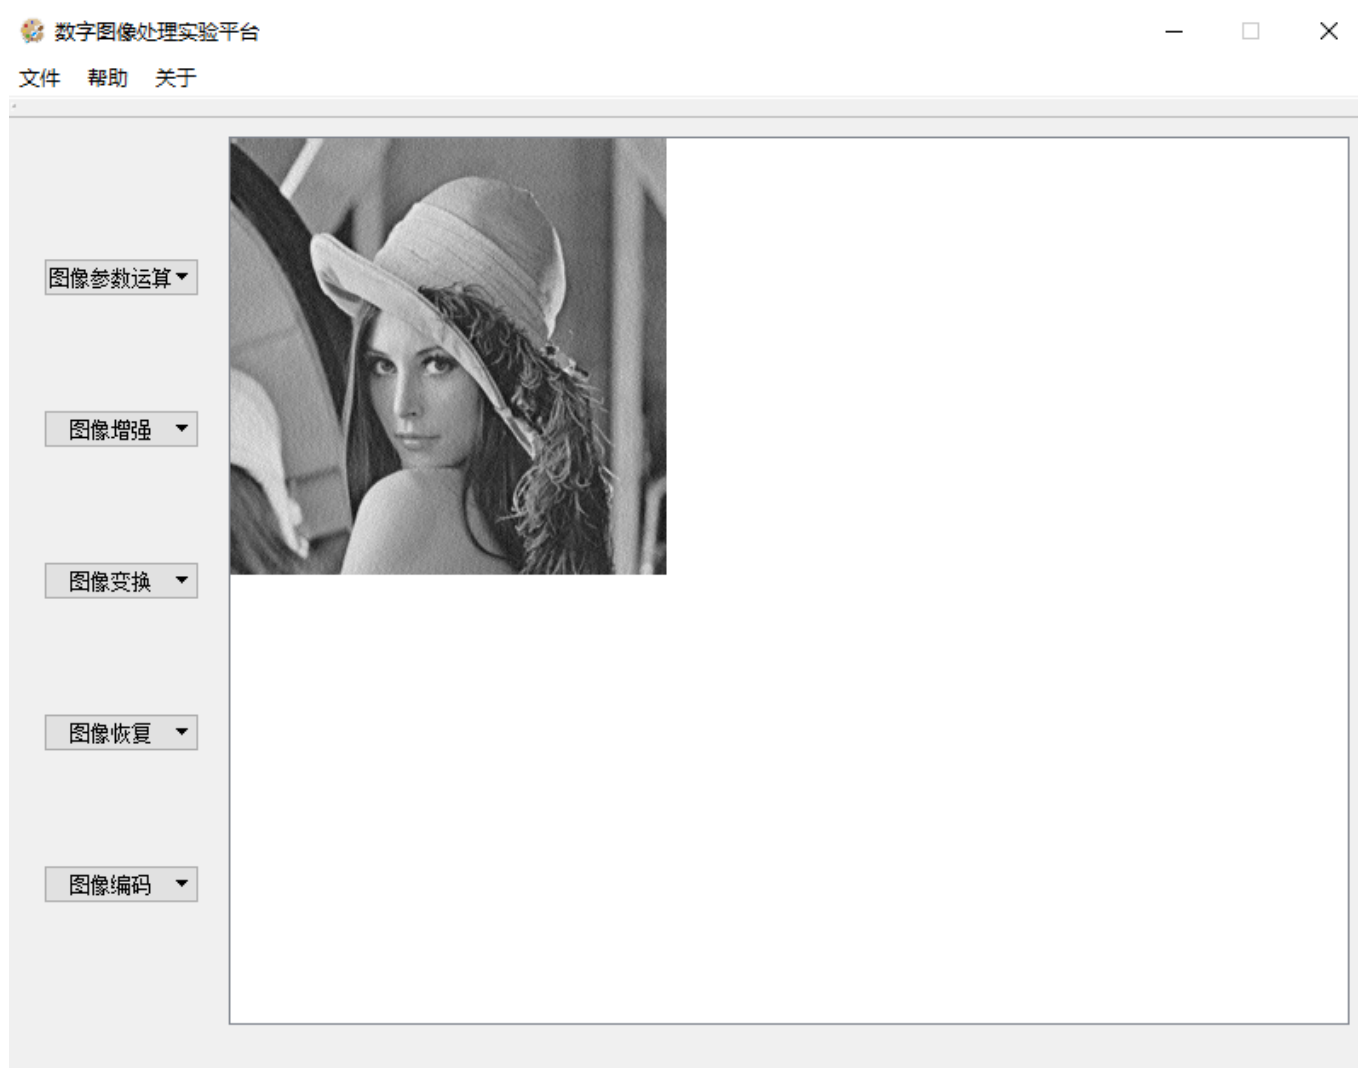 数字图像处理实验平台
文件 帮助 关于
图像参数运算
图像增强
图像变换
图像恢复
图像编码